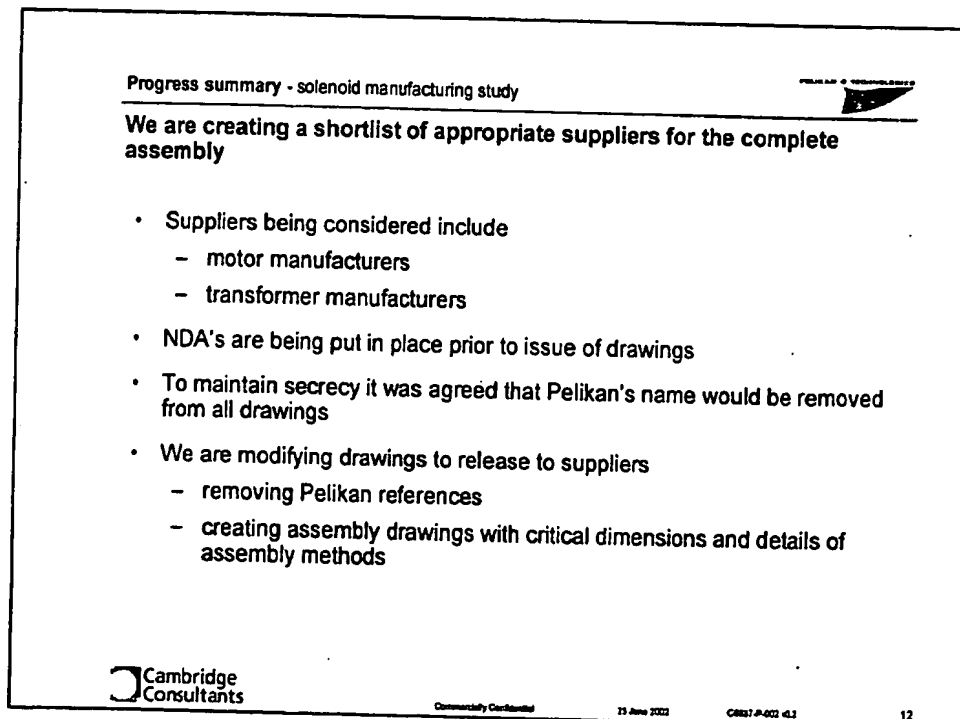 Progress summary - solenoid manufacturing study
PELIKAN TECHNOLOGIES
We are creating a shortlist of appropriate suppliers for the complete
assembly
• Suppliers being considered include
– motor manufacturers
– transformer manufacturers
• NDA's are being put in place prior to issue of drawings
• To maintain secrecy it was agreed that Pelikan's name would be removed
from all drawings
• We are modifying drawings to release to suppliers
– removing Pelikan references
– creating assembly drawings with critical dimensions and details of
assembly methods
Cambridge
Consultants
Commercially Confidential
12